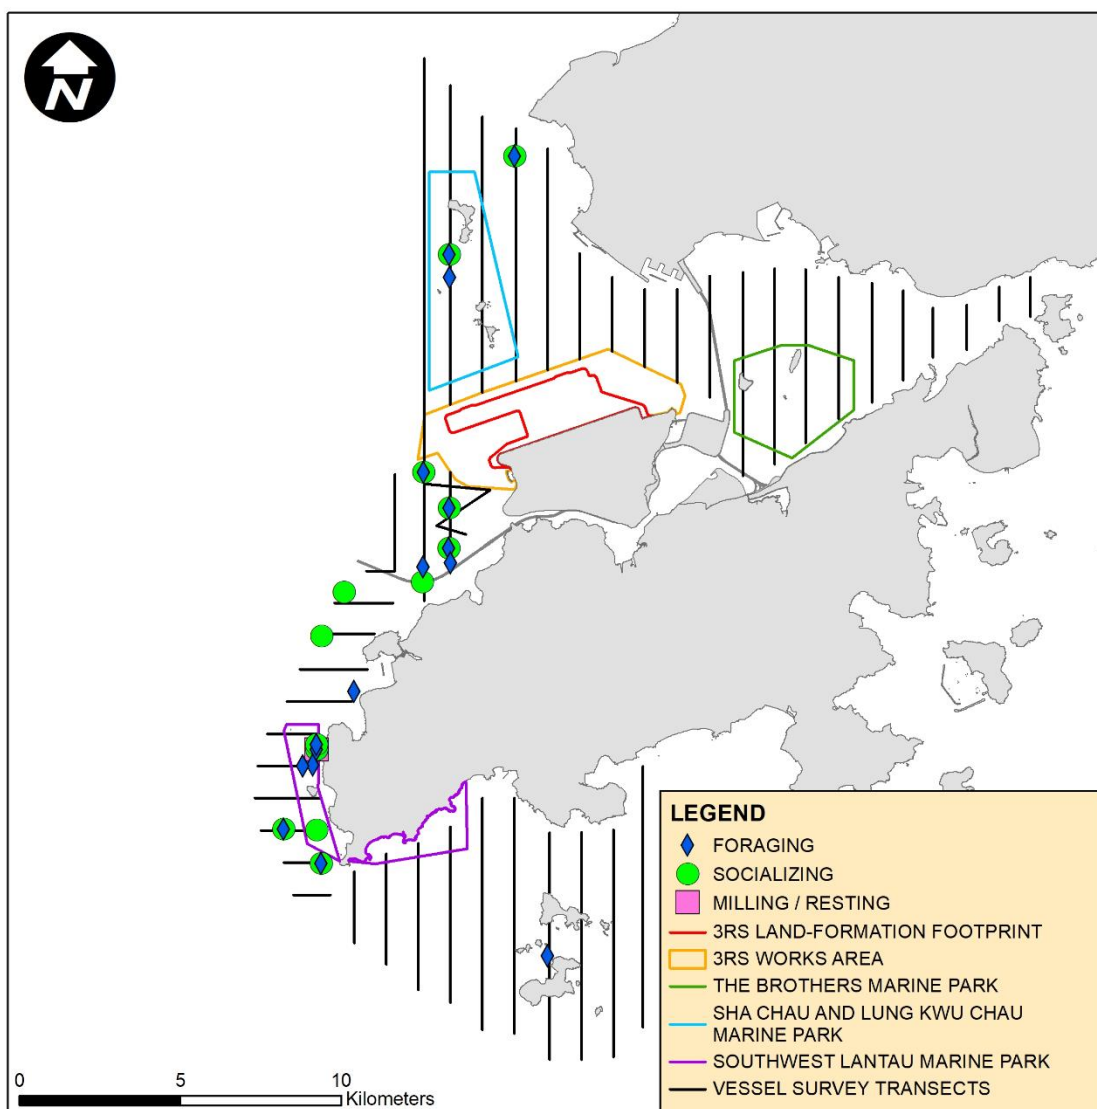 N
LEGEND
FORAGING
SOCIALIZING
MILLING / RESTING
3RS LAND-FORMATION FOOTPRINT
3RS WORKS AREA
THE BROTHERS MARINE PARK
SHA CHAU AND LUNG KWU CHAU
MARINE PARK
SOUTHWEST LANTAU MARINE PARK
VESSEL SURVEY TRANSECTS
0 5 10
Kilometers